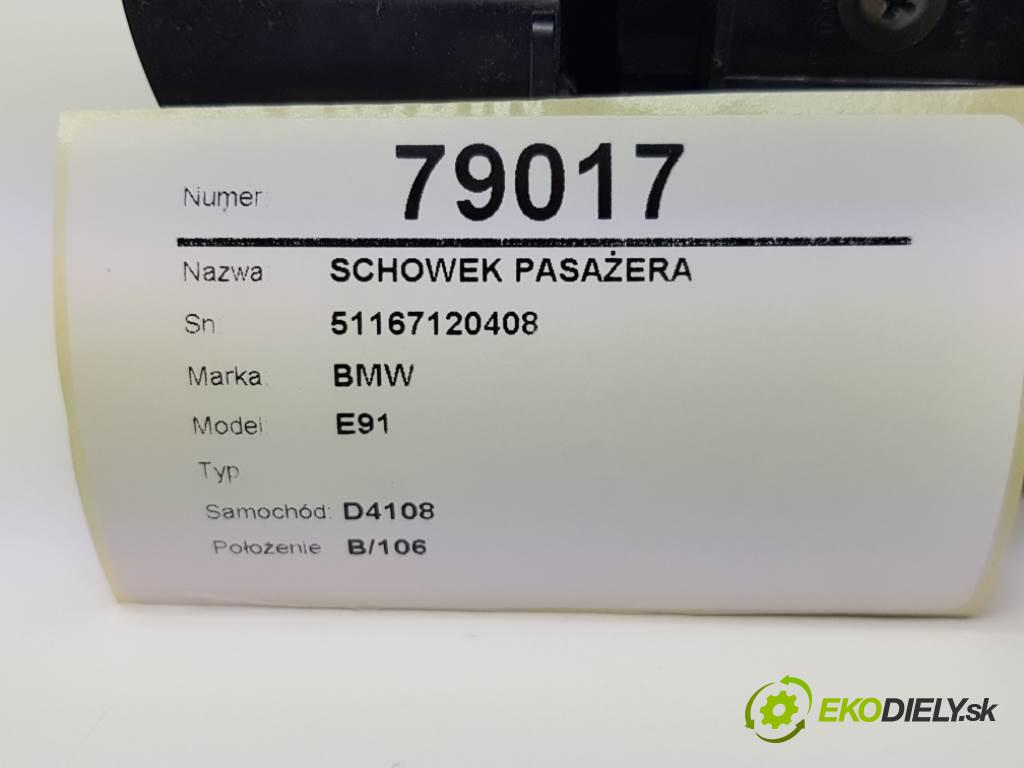 Numer: 79017
Nazwa: SCHOWEK PASAŻERA
Sn: 51167120408
Marka: BMW
Model: E91
Typ
Samochód: D4108
Położenie B/106
EKODIELY.sk